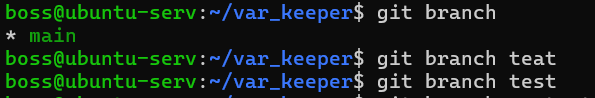 boss@ubuntu-serv:~/var_keeper$ git branch
* main
boss@ubuntu-serv:~/var_keeper$ git branch teat
boss@ubuntu-serv:~/var_keeper$ git branch test